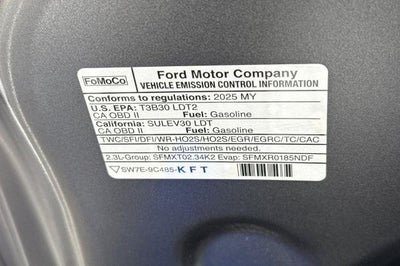 FoMoCo
Ford Motor Company
VEHICLE EMISSION CONTROL INFORMATION
Conforms to regulations: 2025 MY
U.S. EPA: T3B30 LDT2
CA OBD II Fuel: Gasoline
California: SULEV30 LDT
CA OBD II Fuel: Gasoline
TWC/SFI/DFI/WR-HO2S/HO2S/EGR/EGRC/TC/CAC
No adjustments needed.
2.3L-Group: SFMXT02.34K2 Evap: SFMXR0185NDF
SW7E-9C485-KFT